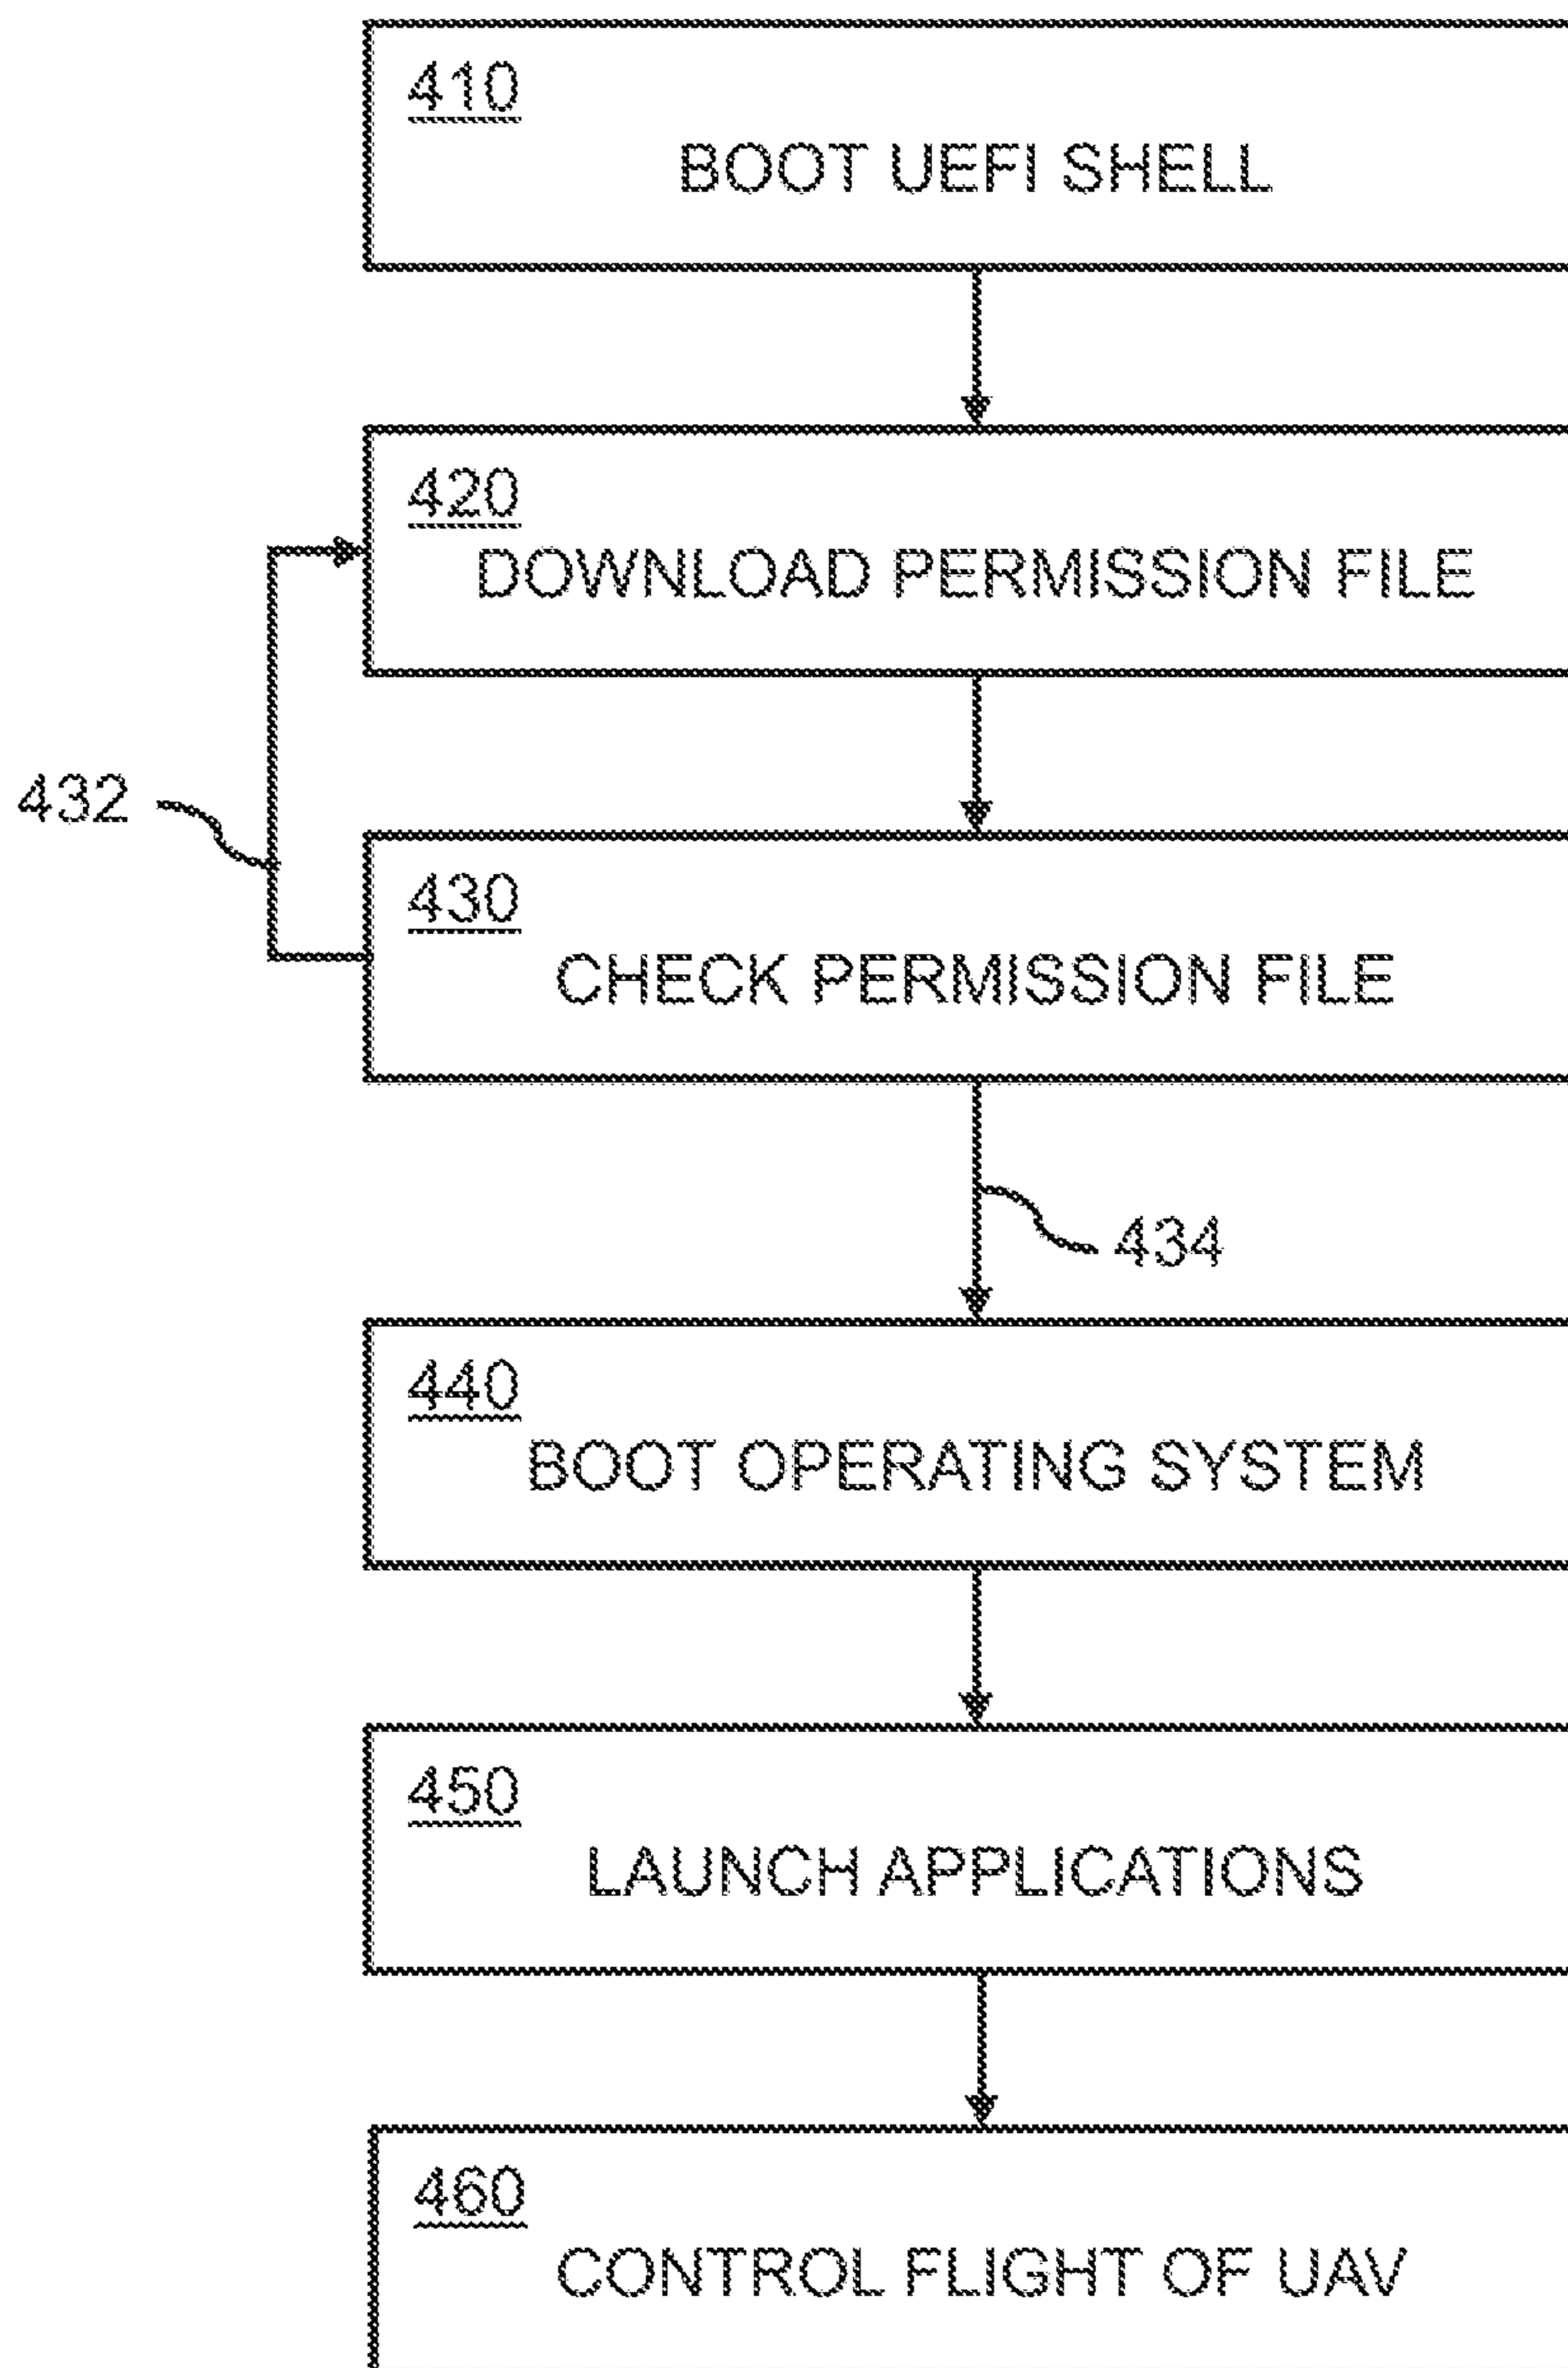 410
BOOT UEFI SHELL
420
DOWNLOAD PERMISSION FILE
432
430
CHECK PERMISSION FILE
434
440
BOOT OPERATING SYSTEM
450
LAUNCH APPLICATIONS
460
CONTROL FLIGHT OF UAV